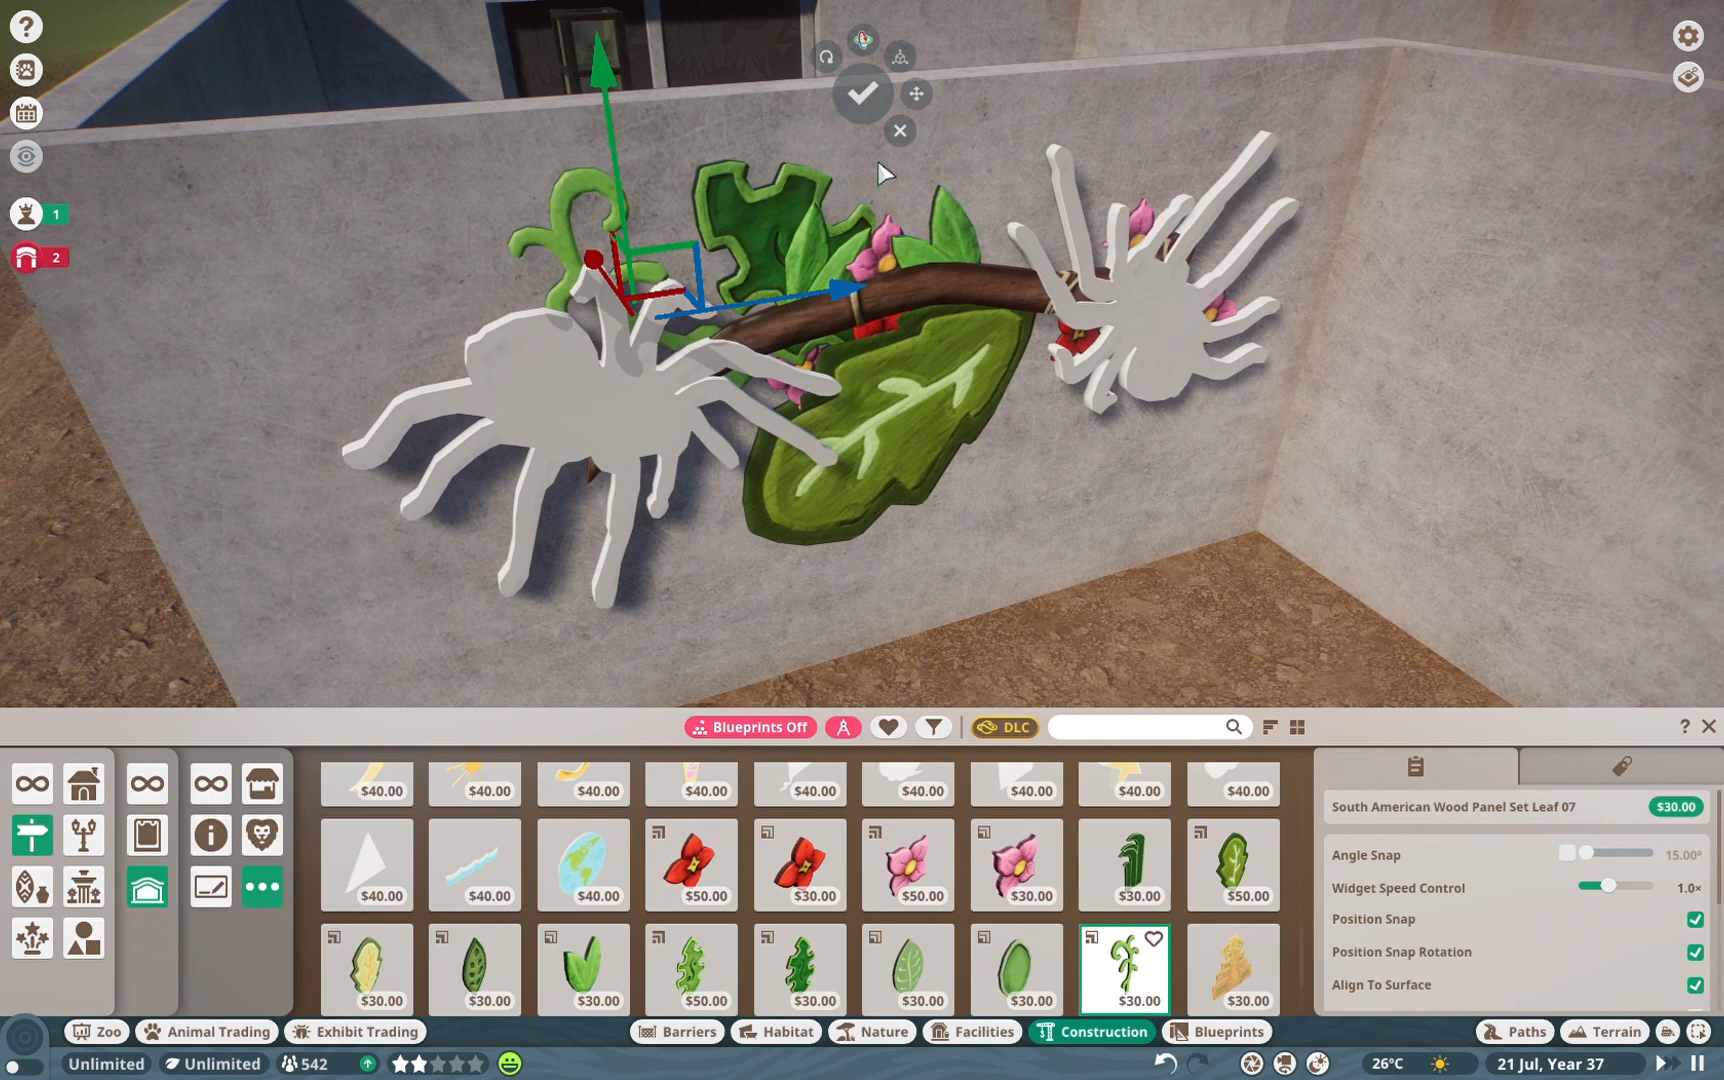 1
2
Blueprints Off
DLC
$40.00 $40.00 $40.00 $40.00 $40.00 $40.00 $40.00 $40.00 $40.00
$40.00 $40.00 $40.00 $50.00 $30.00 $50.00 $30.00 $30.00 $50.00
$30.00 $30.00 $30.00 $50.00 $30.00 $30.00 $30.00 $30.00 $30.00
South American Wood Panel Set Leaf 07 $30.00
Angle Snap 15.00°
Widget Speed Control 1.0×
Position Snap
Position Snap Rotation
Align To Surface
Zoo Animal Trading Exhibit Trading Barriers Habitat Nature Facilities Construction Blueprints Paths Terrain
Unlimited Unlimited 542 26°C 21 Jul, Year 37